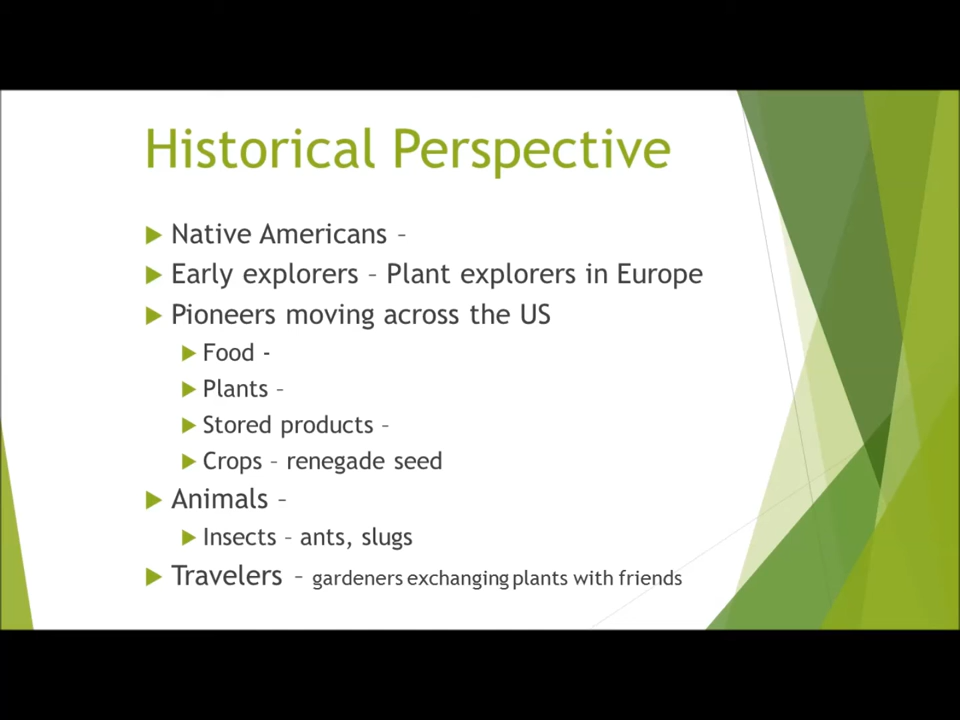 Historical Perspective
Native Americans –
Early explorers – Plant explorers in Europe
Pioneers moving across the US
Food -
Plants –
Stored products –
Crops – renegade seed
Animals –
Insects – ants, slugs
Travelers – gardeners exchanging plants with friends